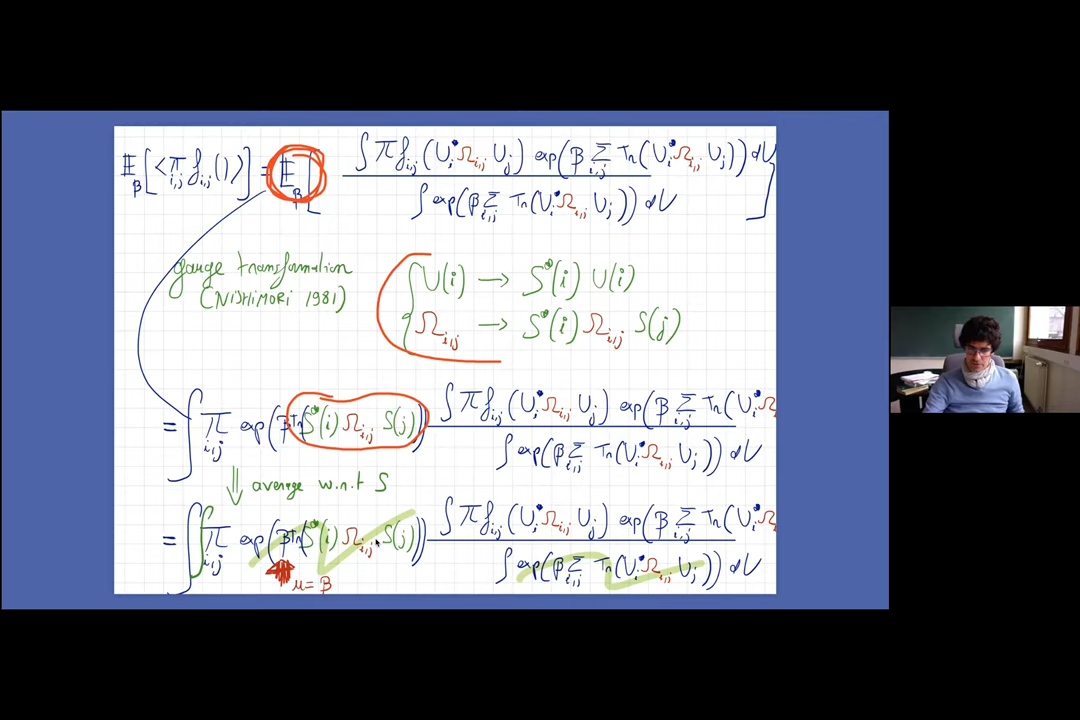 𝔼_β[<∏_{i,j} f_{i,j}()>] = 𝔼_β[ ∫∏f_{i,j}(U_i^* Ω_{i,j} U_j) exp(β Σ_{i,j} Tr(U_i^* Ω_{i,j} U_j)) dU / ∫exp(β Σ_{i,j} Tr(U_i^* Ω_{i,j} U_j)) dU ]
gauge transformation
(NISHIMORI 1981)
U(i) → S^*(i) U(i)
Ω_{i,j} → S^*(i) Ω_{i,j} S(j)
= ∫ ∏_{i,j} exp(βTr(S^*(i) Ω_{i,j} S(j))) ∫∏f_{i,j}(U_i^* Ω_{i,j} U_j) exp(β Σ_{i,j} Tr(U_i^* Ω / ∫exp(β Σ_{i,j} Tr(U_i^* Ω_{i,j} U_j)) dU
⇓ average w.r.t S
= ∫∫ ∏_{i,j} exp(βTr(S^*(i) Ω_{i,j} S(j))) ∫∏f_{i,j}(U_i^* Ω_{i,j} U_j) exp(β Σ_{i,j} Tr(U_i^* Ω / ∫exp(β Σ_{i,j} Tr(U_i^* Ω_{i,j} U_j)) dU
μ = β